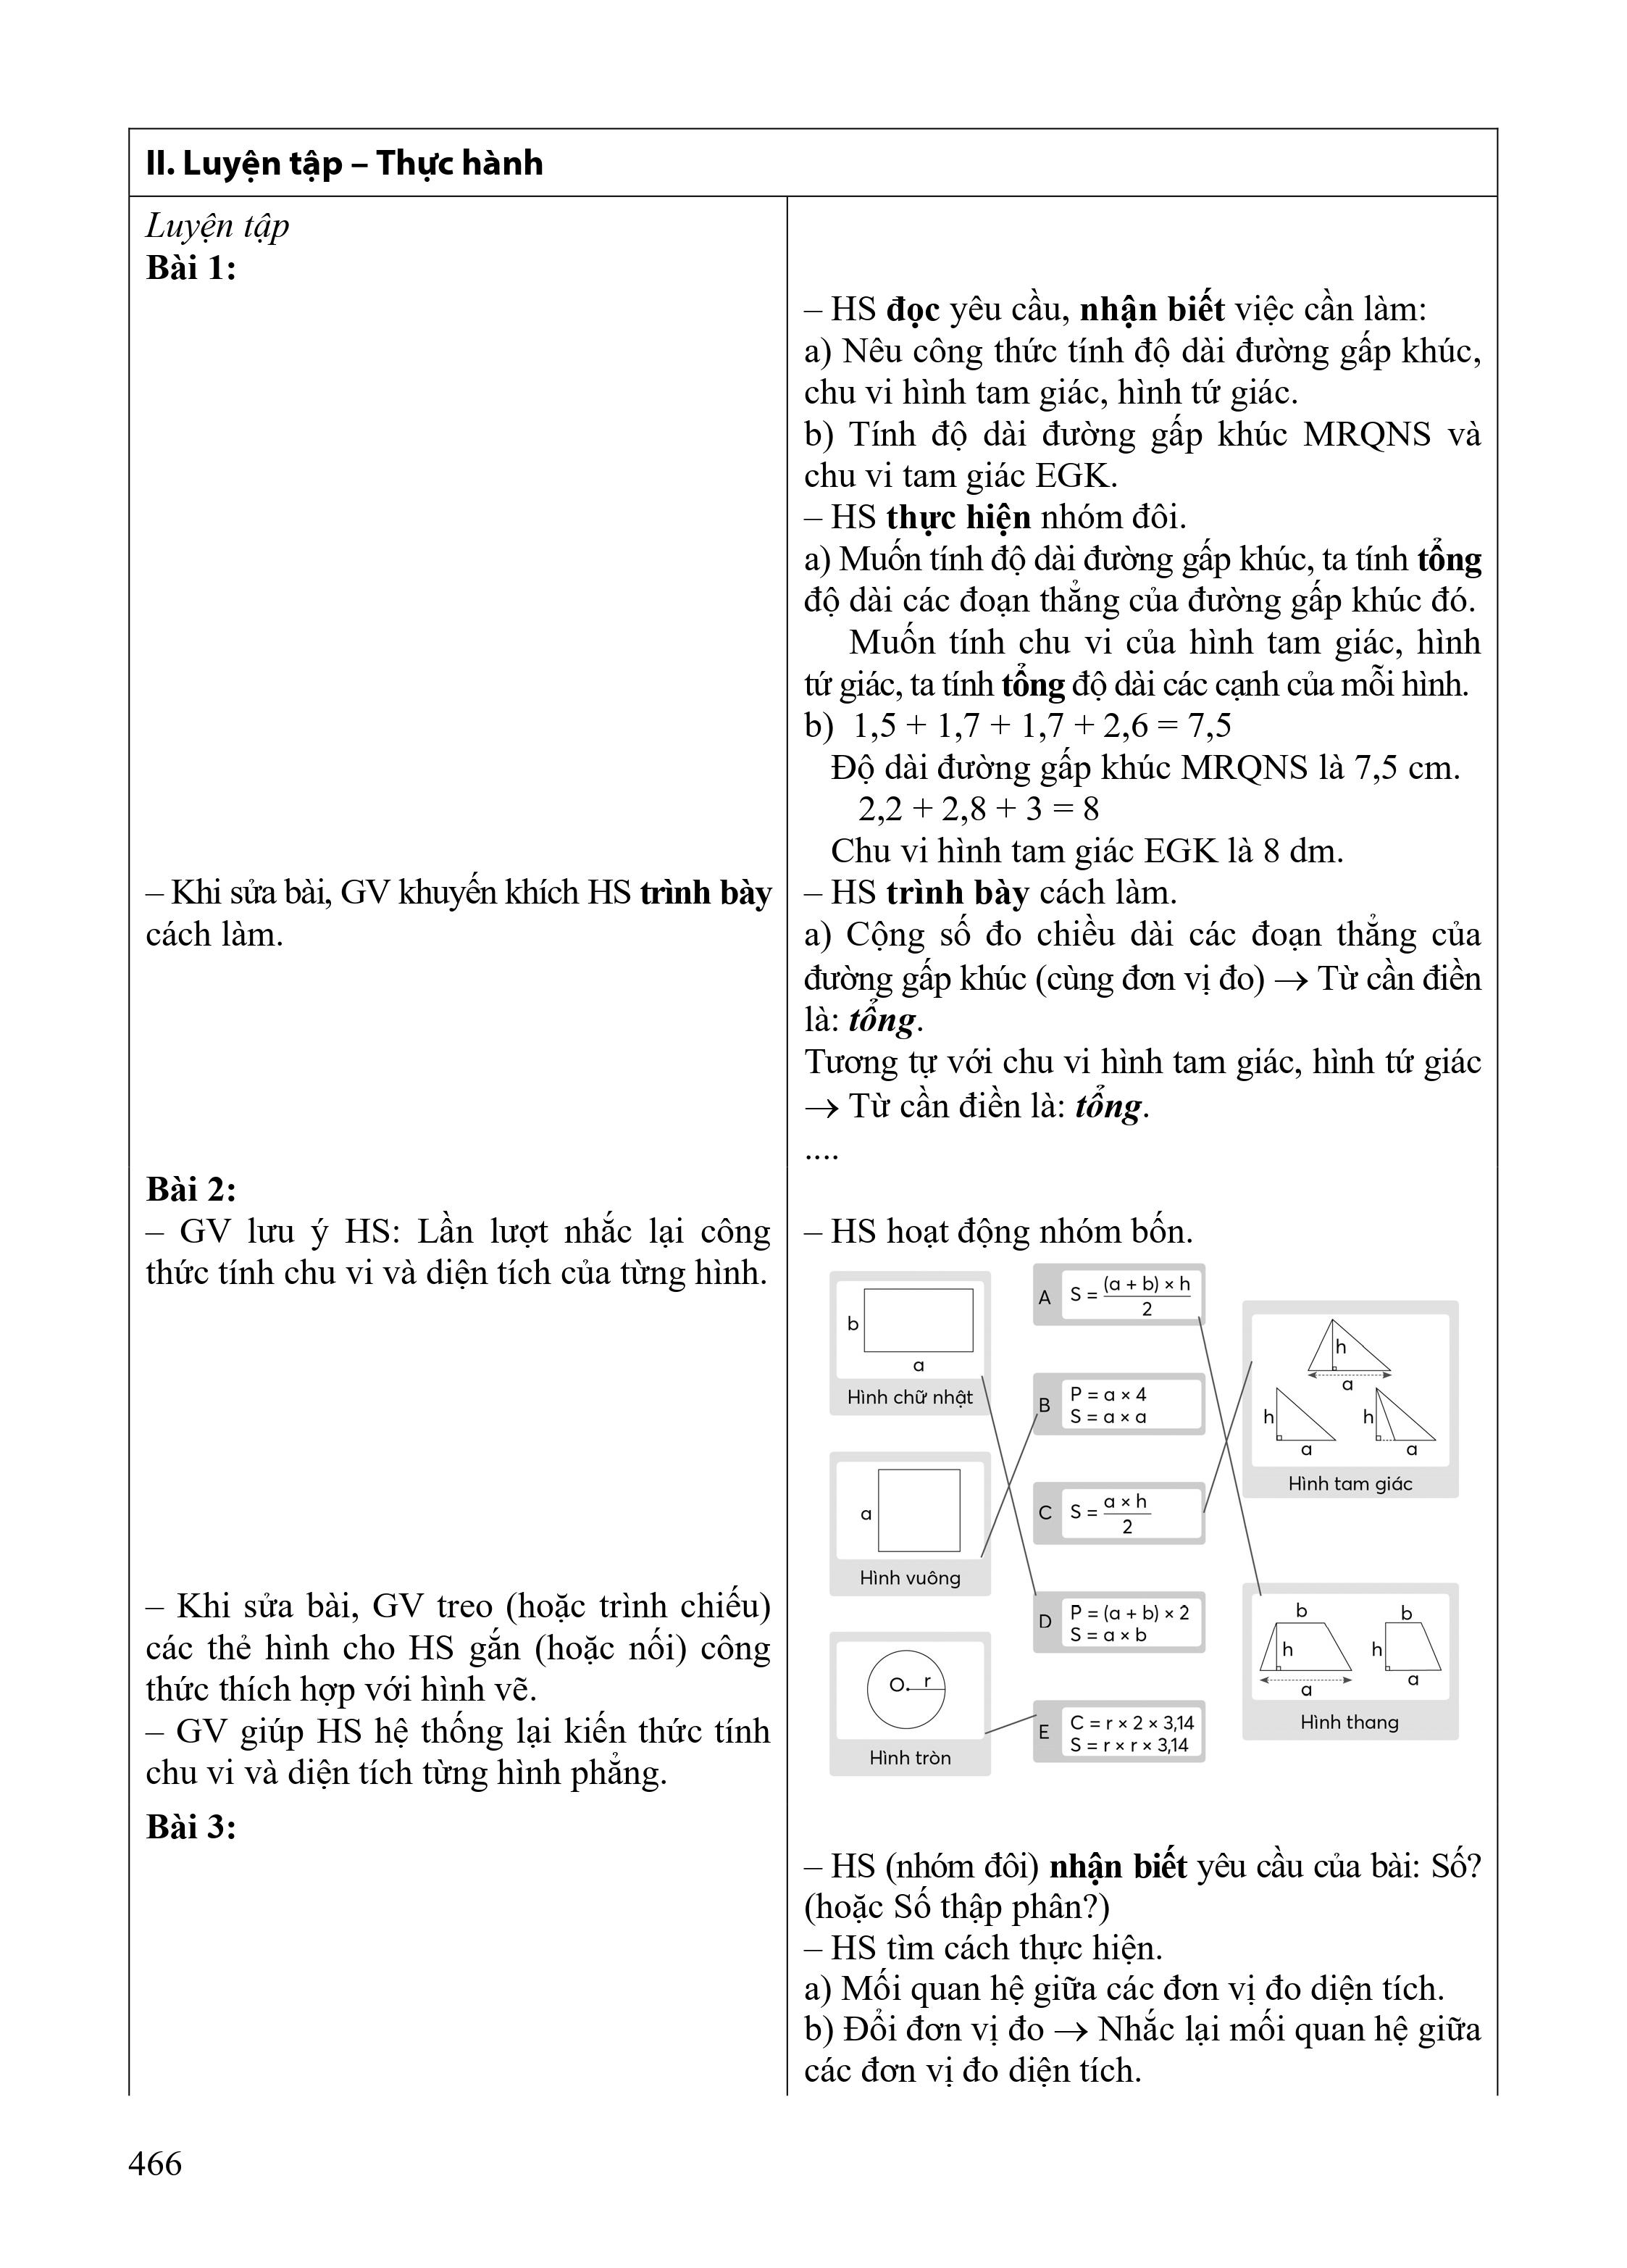 II. Luyện tập – Thực hành
Luyện tập
Bài 1:
– HS đọc yêu cầu, nhận biết việc cần làm:
a) Nêu công thức tính độ dài đường gấp khúc,
chu vi hình tam giác, hình tứ giác.
b) Tính độ dài đường gấp khúc MRQNS và
chu vi tam giác EGK.
– HS thực hiện nhóm đôi.
a) Muốn tính độ dài đường gấp khúc, ta tính tổng
độ dài các đoạn thẳng của đường gấp khúc đó.
Muốn tính chu vi của hình tam giác, hình
tứ giác, ta tính tổng độ dài các cạnh của mỗi hình.
b) 1,5 + 1,7 + 1,7 + 2,6 = 7,5
Độ dài đường gấp khúc MRQNS là 7,5 cm.
2,2 + 2,8 + 3 = 8
Chu vi hình tam giác EGK là 8 dm.
– Khi sửa bài, GV khuyến khích HS trình bày
cách làm.
– HS trình bày cách làm.
a) Cộng số đo chiều dài các đoạn thẳng của
đường gấp khúc (cùng đơn vị đo) → Từ cần điền
là: tổng.
Tương tự với chu vi hình tam giác, hình tứ giác
→ Từ cần điền là: tổng.
....
Bài 2:
– GV lưu ý HS: Lần lượt nhắc lại công
thức tính chu vi và diện tích của từng hình.
– HS hoạt động nhóm bốn.
b
a
Hình chữ nhật
a
Hình vuông
O
r
Hình tròn
A
S = (a + b) × h
2
B
P = a × 4
S = a × a
C
S = a × h
2
D
P = (a + b) × 2
S = a × b
E
C = r × 2 × 3,14
S = r × r × 3,14
h
a
h
a
h
a
Hình tam giác
b
h
a
b
h
a
Hình thang
– Khi sửa bài, GV treo (hoặc trình chiếu)
các thẻ hình cho HS gắn (hoặc nối) công
thức thích hợp với hình vẽ.
– GV giúp HS hệ thống lại kiến thức tính
chu vi và diện tích từng hình phẳng.
Bài 3:
– HS (nhóm đôi) nhận biết yêu cầu của bài: Số?
(hoặc Số thập phân?)
– HS tìm cách thực hiện.
a) Mối quan hệ giữa các đơn vị đo diện tích.
b) Đổi đơn vị đo → Nhắc lại mối quan hệ giữa
các đơn vị đo diện tích.
466